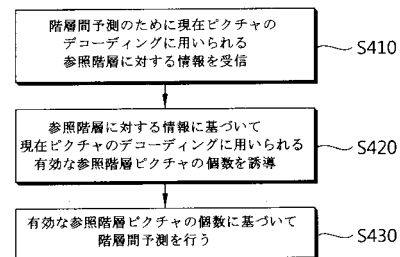 階層間予測のために現在ピクチャの
デコーディングに用いられる
参照階層に対する情報を受信
S410
参照階層に対する情報に基づいて
現在ピクチャのデコーディングに用いられる
有効な参照階層ピクチャの個数を誘導
S420
有効な参照階層ピクチャの個数に基づいて
階層間予測を行う
S430